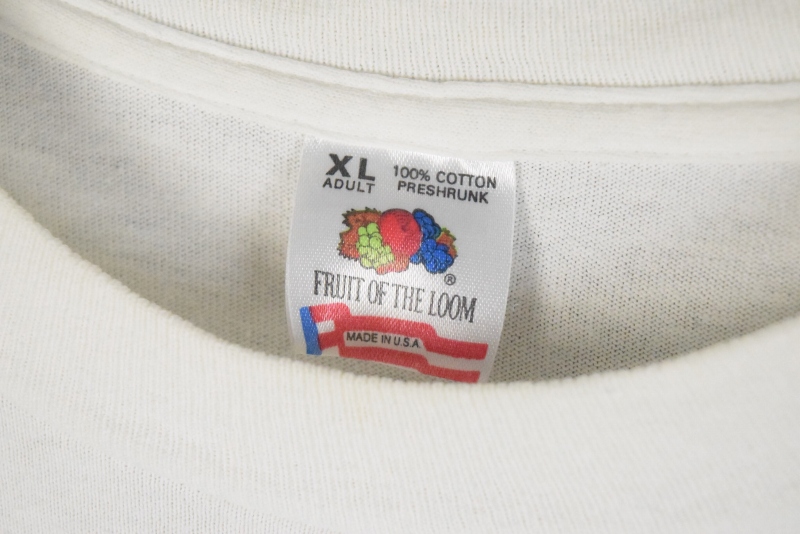 XL
ADULT
100% COTTON
PRESHRUNK
®
FRUIT OF THE LOOM
MADE IN U.S.A.